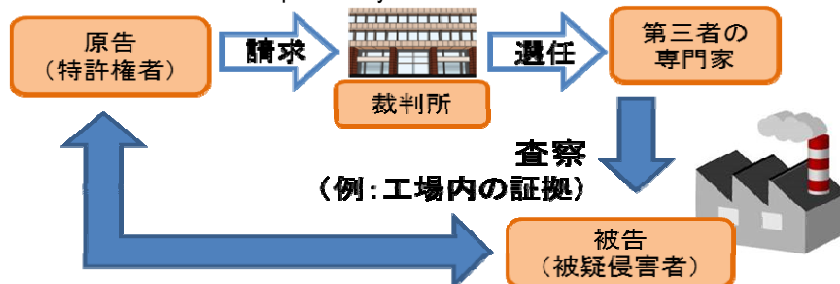 原告
（特許権者）
請求
裁判所
選任
第三者の
専門家
査察
（例：工場内の証拠）
被告
（被疑侵害者）